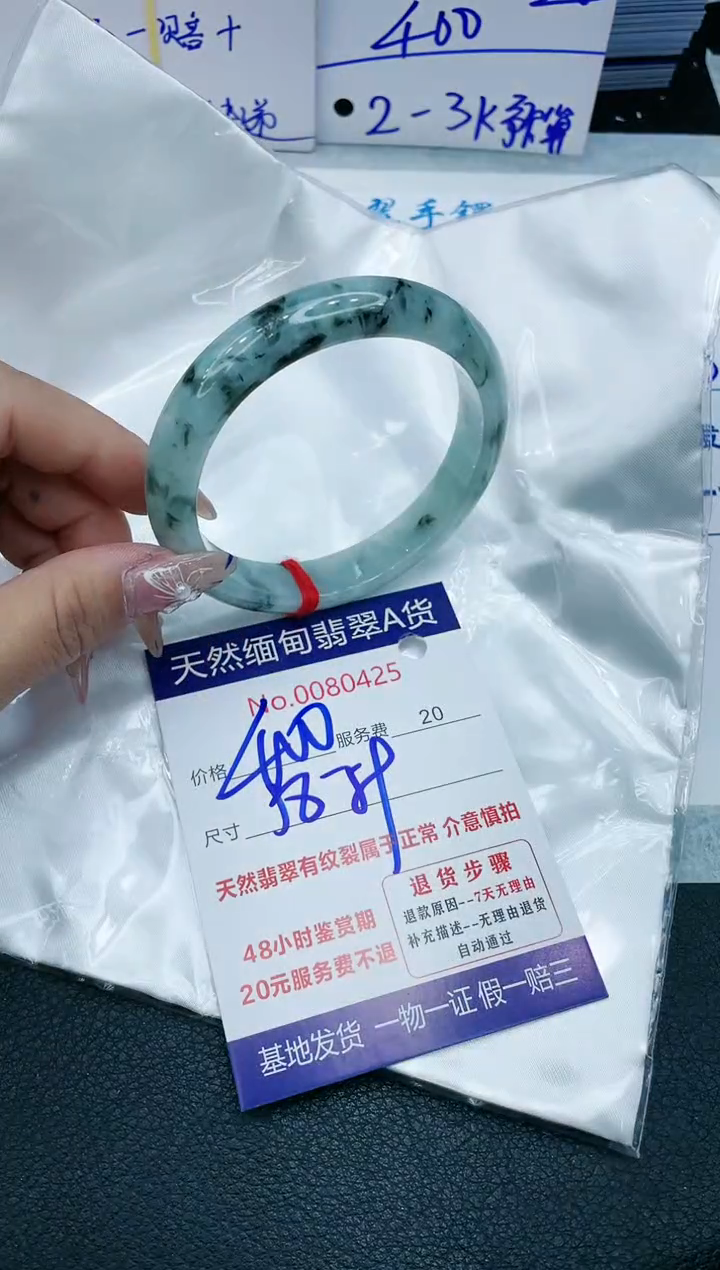 一赔十
400
2-3K预算
翠手镯
天然缅甸翡翠A货
No.0080425
价格 400 服务费 20
尺寸 58
天然翡翠有纹裂属于正常 介意慎拍
48小时鉴赏期
20元服务费不退
退货步骤
退款原因--7天无理由
补充描述--无理由退货
自动通过
基地发货 一物一证 假一赔三